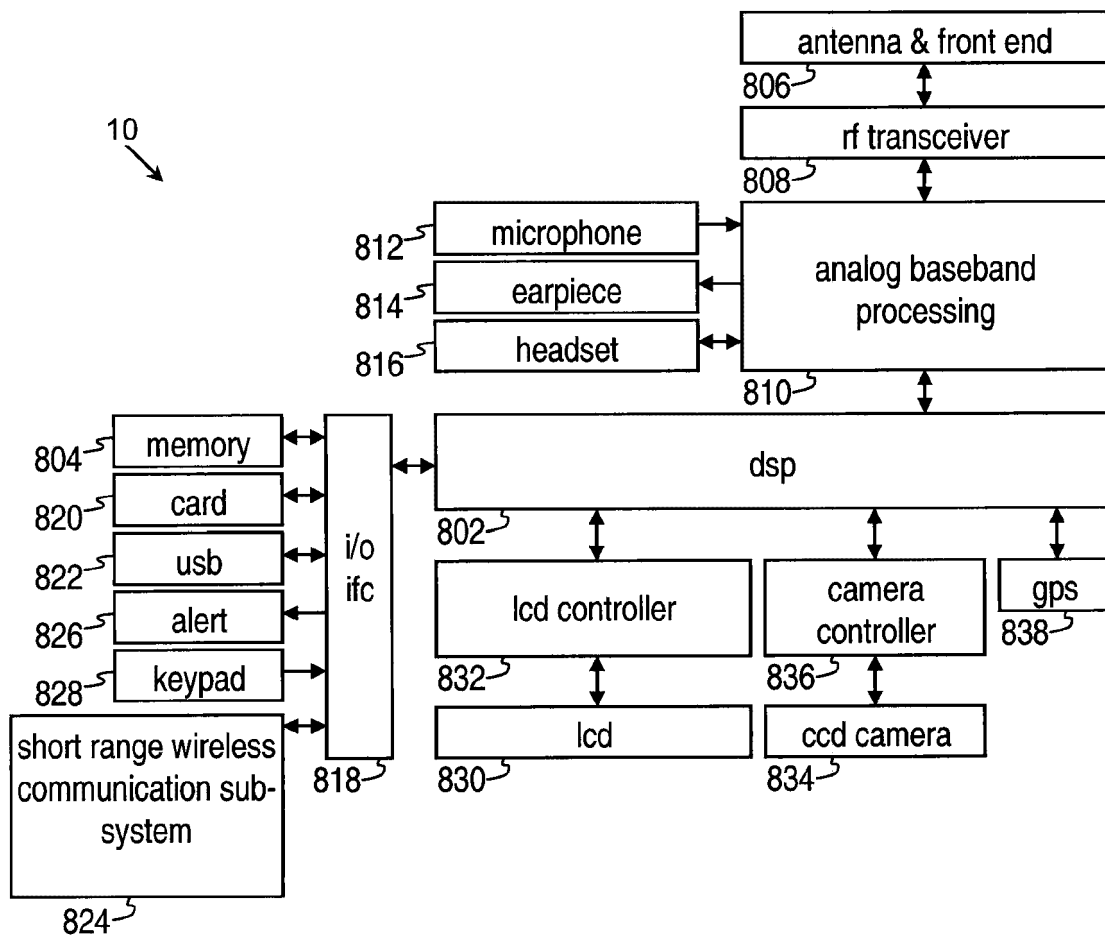 antenna & front end
806
10
rf transceiver
808
812
microphone
analog baseband
processing
814
earpiece
816
headset
810
804
memory
dsp
820
card
802
822
usb
i/o
ifc
lcd controller
camera
controller
gps
826
alert
838
828
keypad
832
836
short range wireless
communication sub-
system
818
lcd
ccd camera
830
834
824